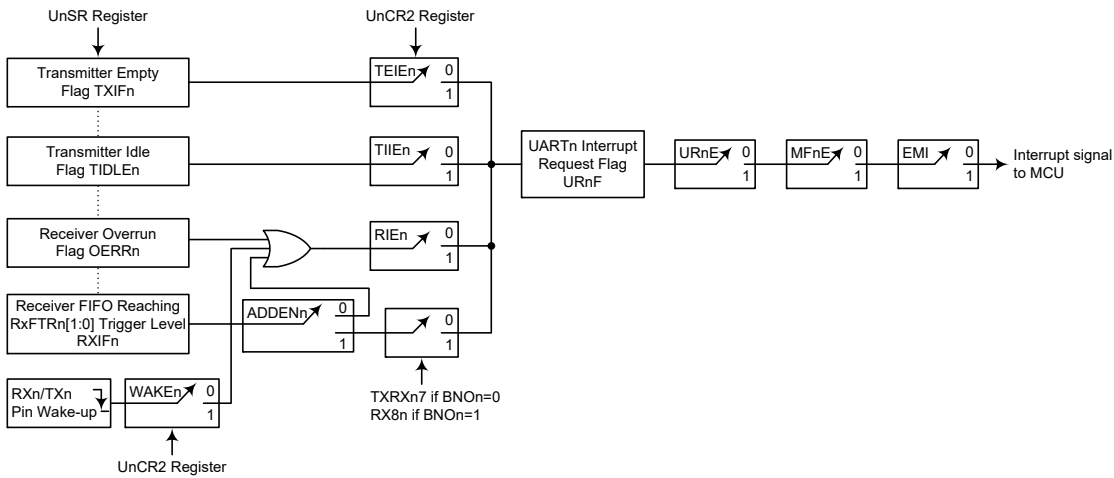 UnSR Register
UnCR2 Register
Transmitter Empty
Flag TXIFn
TEIEn
0
1
Transmitter Idle
Flag TIDLEn
TIIEn
0
1
UARTn Interrupt
Request Flag
URnF
URnE
0
1
MFnE
0
1
EMI
0
1
Interrupt signal
to MCU
Receiver Overrun
Flag OERRn
RIEn
0
1
Receiver FIFO Reaching
RxFTRn[1:0] Trigger Level
RXIFn
ADDENn
0
1
0
1
RXn/TXn
Pin Wake-up
WAKEn
0
1
TXRXn7 if BNOn=0
RX8n if BNOn=1
UnCR2 Register